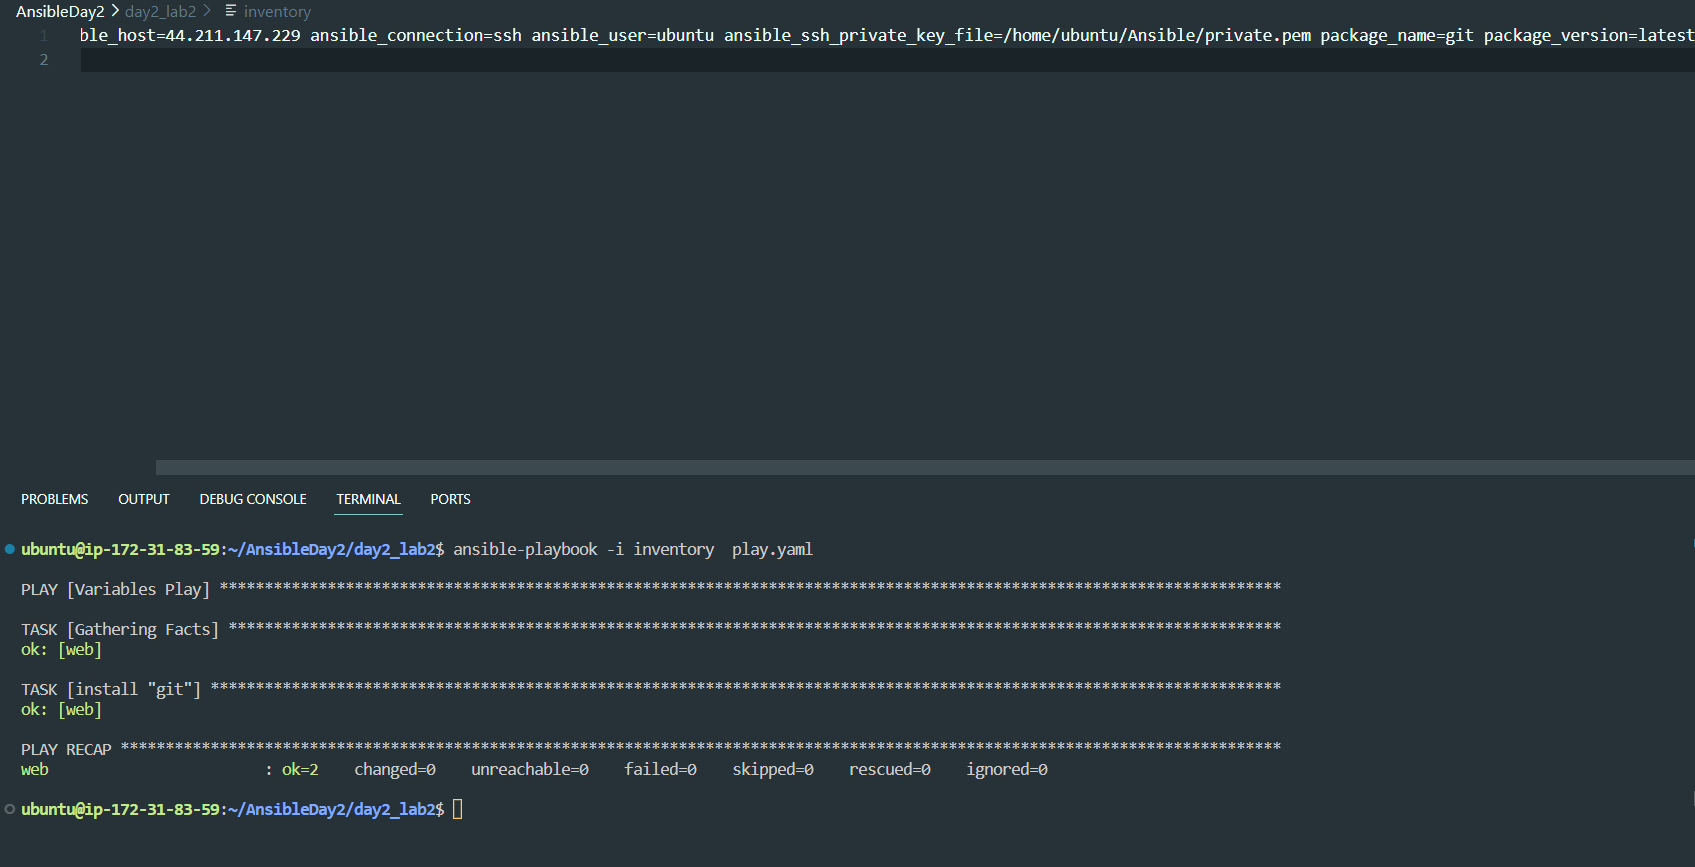 AnsibleDay2 > day2_lab2 > inventory
1 ble_host=44.211.147.229 ansible_connection=ssh ansible_user=ubuntu ansible_ssh_private_key_file=/home/ubuntu/Ansible/private.pem package_name=git package_version=latest
2
PROBLEMS OUTPUT DEBUG CONSOLE TERMINAL PORTS
ubuntu@ip-172-31-83-59:~/AnsibleDay2/day2_lab2$ ansible-playbook -i inventory  play.yaml
PLAY [Variables Play] **********************************************************************************************************************
TASK [Gathering Facts] *********************************************************************************************************************
ok: [web]
TASK [install "git"] ***********************************************************************************************************************
ok: [web]
PLAY RECAP *********************************************************************************************************************************
web : ok=2 changed=0 unreachable=0 failed=0 skipped=0 rescued=0 ignored=0
ubuntu@ip-172-31-83-59:~/AnsibleDay2/day2_lab2$